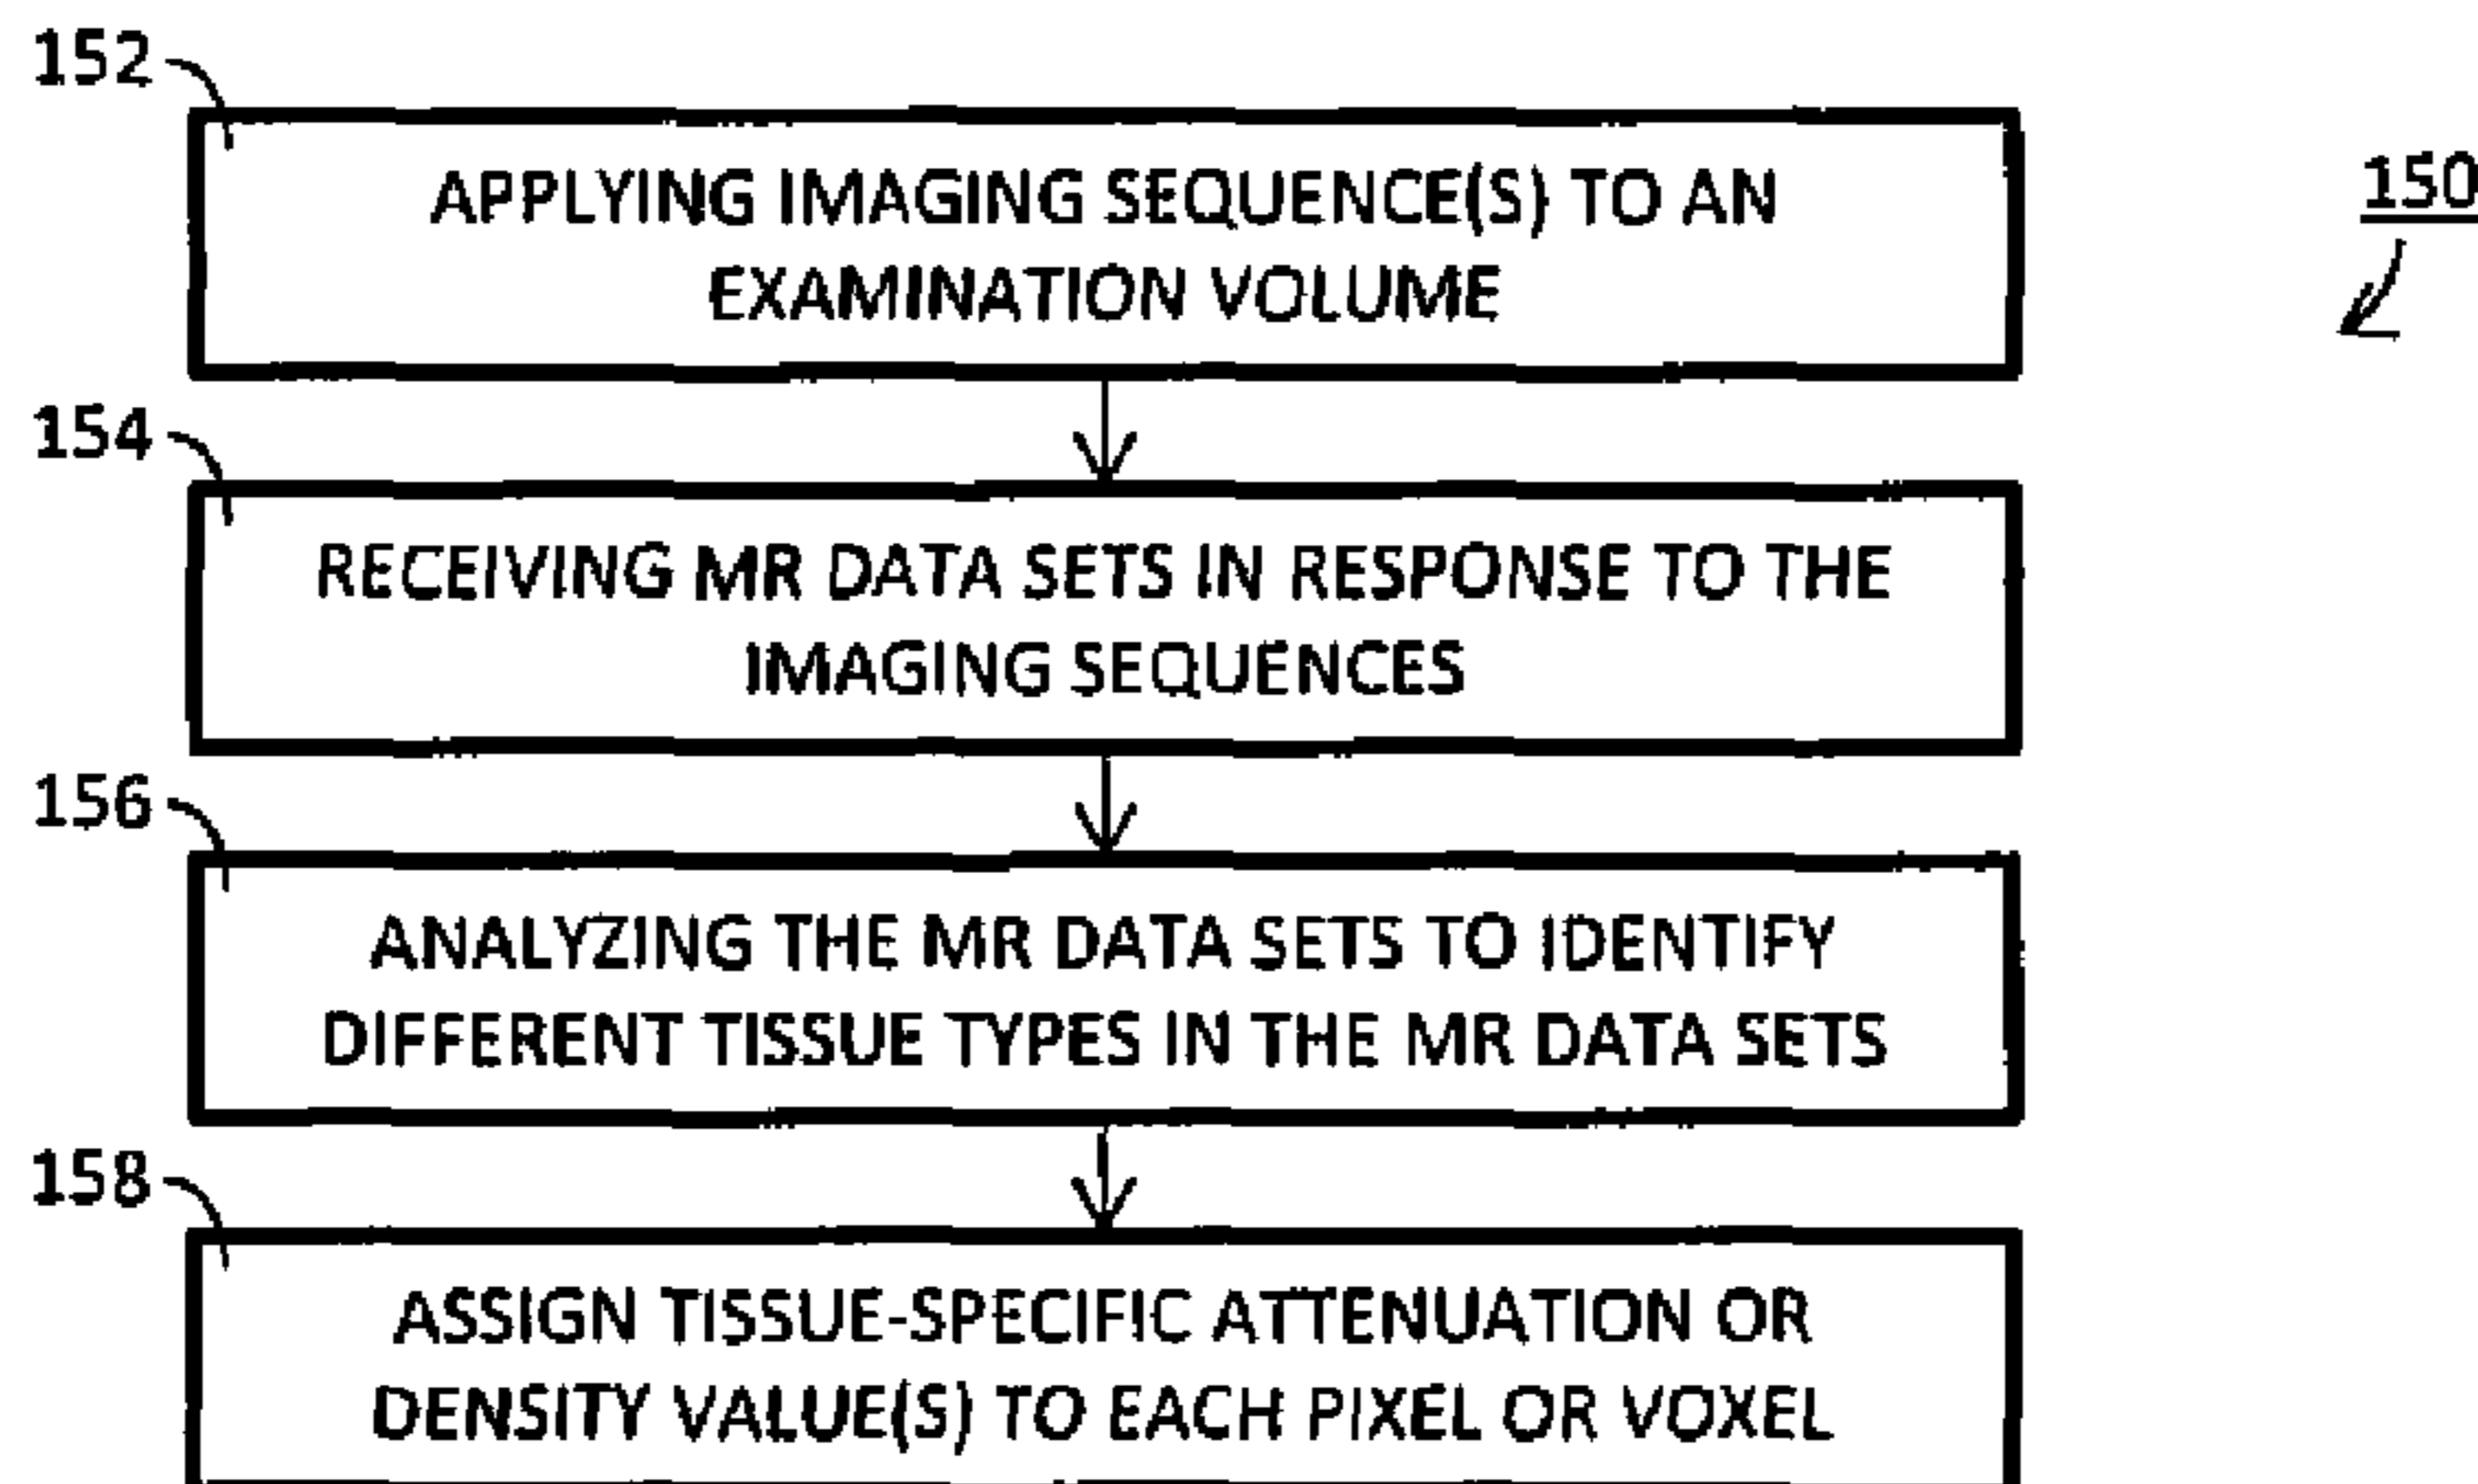 152
APPLYING IMAGING SEQUENCE(S) TO AN
EXAMINATION VOLUME
150
154
RECEIVING MR DATA SETS IN RESPONSE TO THE
IMAGING SEQUENCES
156
ANALYZING THE MR DATA SETS TO IDENTIFY
DIFFERENT TISSUE TYPES IN THE MR DATA SETS
158
ASSIGN TISSUE-SPECIFIC ATTENUATION OR
DENSITY VALUE(S) TO EACH PIXEL OR VOXEL